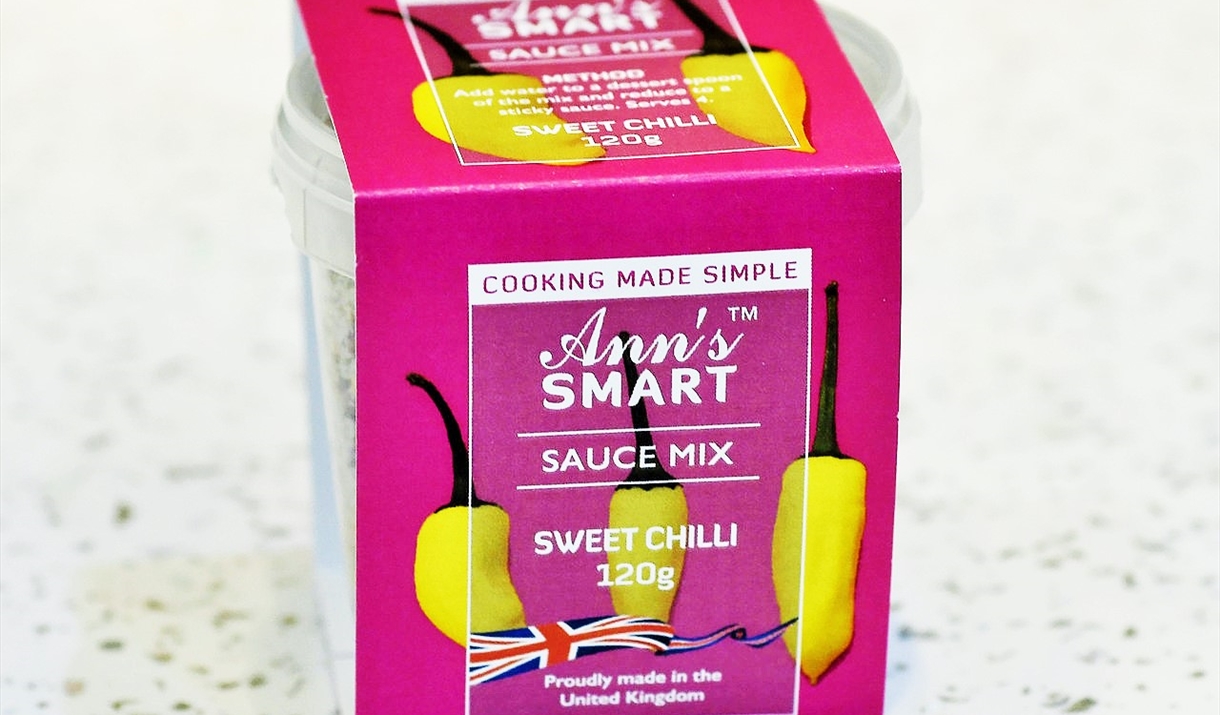 Ann's
SMART
SAUCE MIX
METHOD
Add water to a dessert spoon
of the mix and reduce to a
sticky sauce. Serves 4.
SWEET CHILLI
120g
COOKING MADE SIMPLE
Ann's™
SMART
SAUCE MIX
SWEET CHILLI
120g
Proudly made in the
United Kingdom